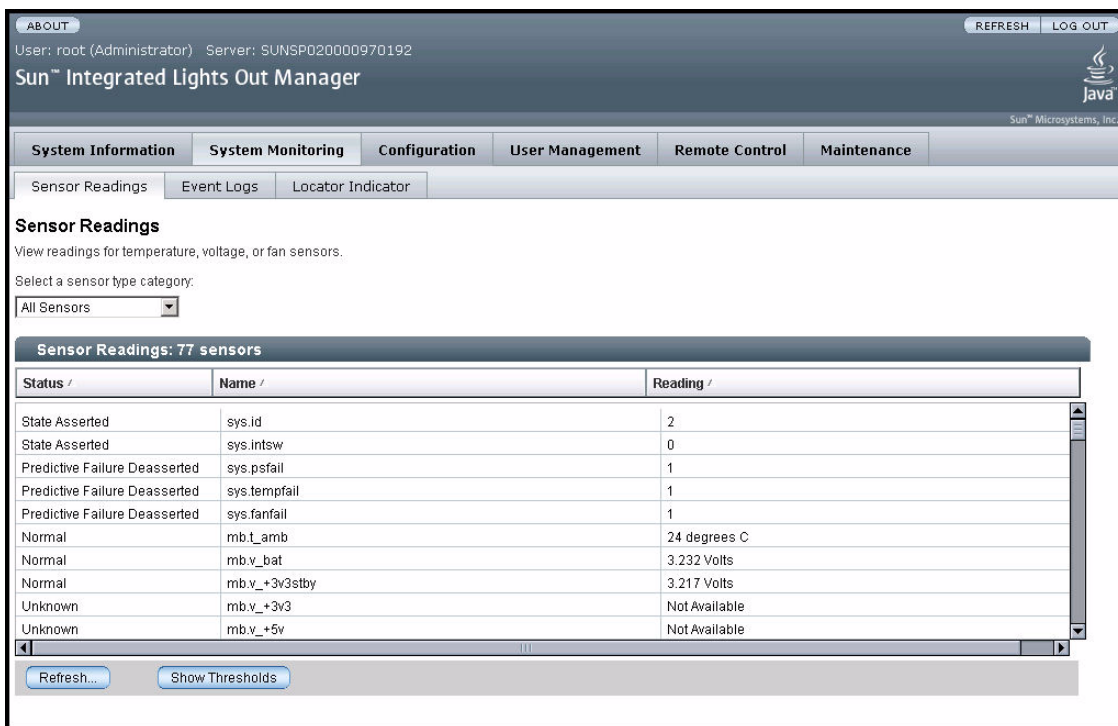 ABOUT REFRESH LOG OUT
User: root (Administrator) Server: SUNSP020000970192
Sun™ Integrated Lights Out Manager
Java™
Sun™ Microsystems, Inc.
System Information System Monitoring Configuration User Management Remote Control Maintenance
Sensor Readings Event Logs Locator Indicator
Sensor Readings
View readings for temperature, voltage, or fan sensors.
Select a sensor type category:
All Sensors
Sensor Readings: 77 sensors
Status Name Reading
State Asserted sys.id 2
State Asserted sys.intsw 0
Predictive Failure Deasserted sys.psfail 1
Predictive Failure Deasserted sys.tempfail 1
Predictive Failure Deasserted sys.fanfail 1
Normal mb.t_amb 24 degrees C
Normal mb.v_bat 3.232 Volts
Normal mb.v_+3v3stby 3.217 Volts
Unknown mb.v_+3v3 Not Available
Unknown mb.v_+5v Not Available
Refresh... Show Thresholds